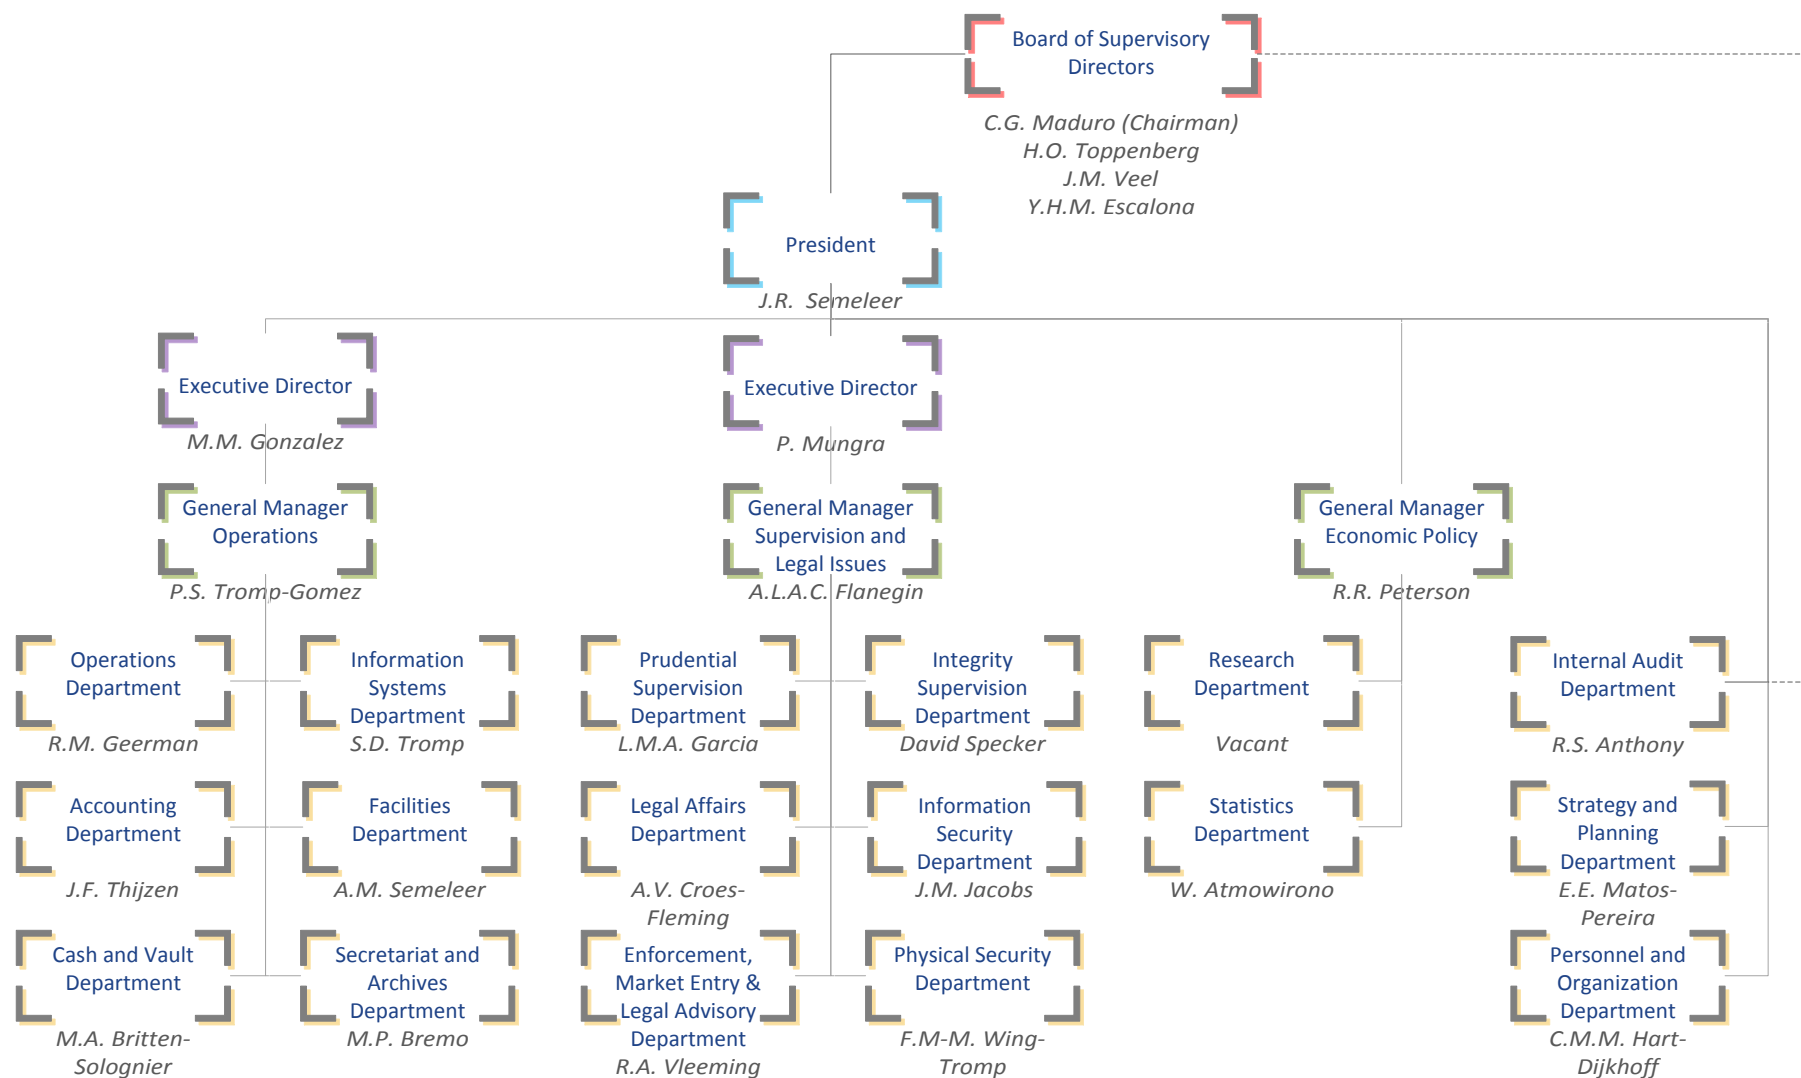 Board of Supervisory
Directors
C.G. Maduro (Chairman)
H.O. Toppenberg
J.M. Veel
Y.H.M. Escalona
President
J.R. Semeleer
Executive Director
M.M. Gonzalez
Executive Director
P. Mungra
General Manager
Operations
P.S. Tromp-Gomez
General Manager
Supervision and
Legal Issues
A.L.A.C. Flanegin
General Manager
Economic Policy
R.R. Peterson
Operations
Department
R.M. Geerman
Information
Systems
Department
S.D. Tromp
Prudential
Supervision
Department
L.M.A. Garcia
Integrity
Supervision
Department
David Specker
Research
Department
Vacant
Internal Audit
Department
R.S. Anthony
Accounting
Department
J.F. Thijzen
Facilities
Department
A.M. Semeleer
Legal Affairs
Department
A.V. Croes-
Fleming
Information
Security
Department
J.M. Jacobs
Statistics
Department
W. Atmowirono
Strategy and
Planning
Department
E.E. Matos-
Pereira
Cash and Vault
Department
M.A. Britten-
Solognier
Secretariat and
Archives
Department
M.P. Bremo
Enforcement,
Market Entry &
Legal Advisory
Department
R.A. Vleeming
Physical Security
Department
F.M-M. Wing-
Tromp
Personnel and
Organization
Department
C.M.M. Hart-
Dijkhoff